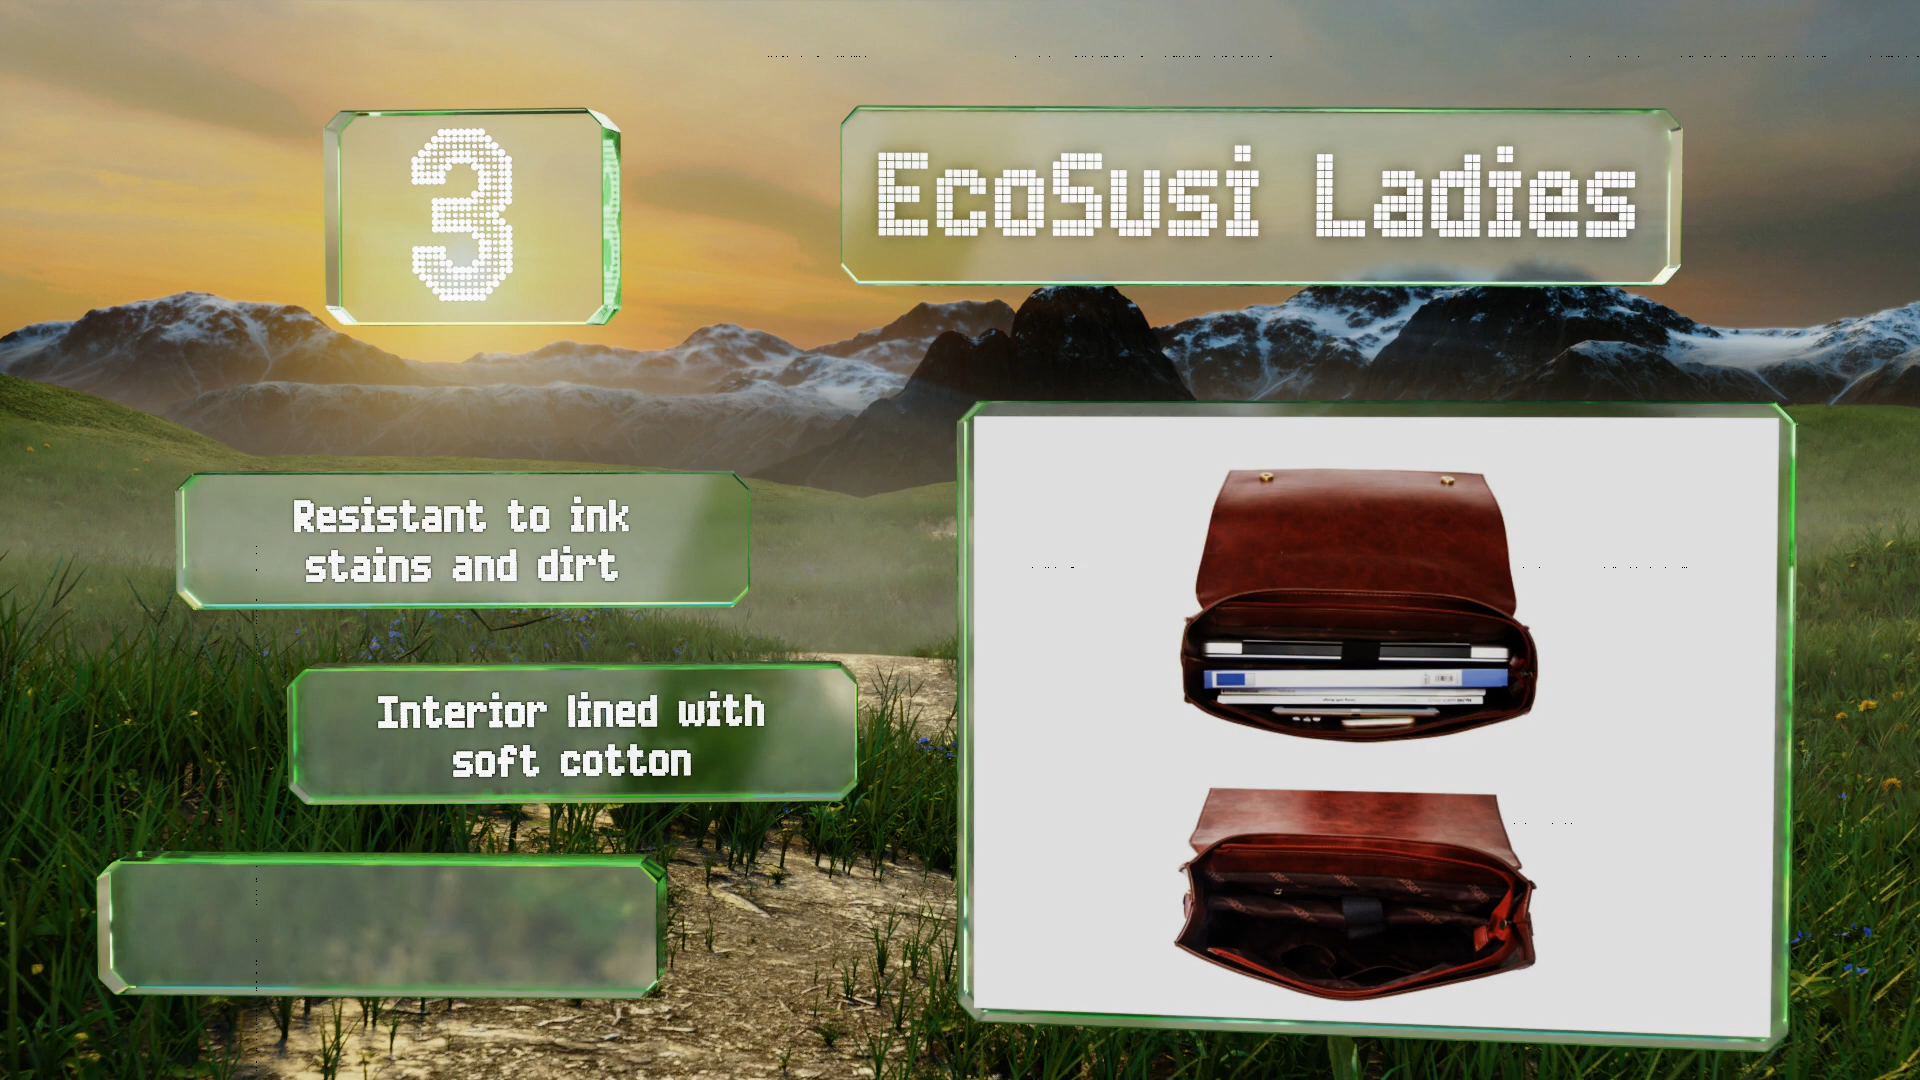 3
EcoSusi Ladies
Resistant to ink
stains and dirt
Interior lined with
soft cotton